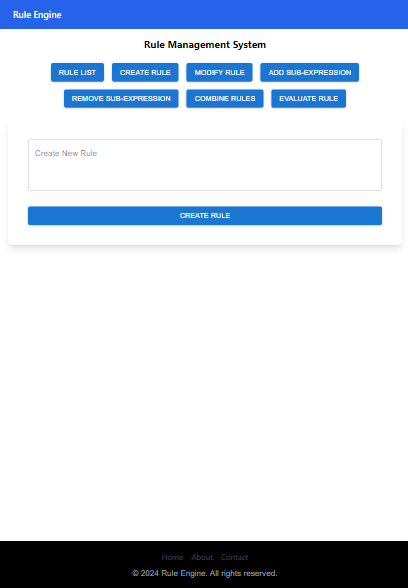 Rule Engine
Rule Management System
RULE LIST CREATE RULE MODIFY RULE ADD SUB-EXPRESSION
REMOVE SUB-EXPRESSION COMBINE RULES EVALUATE RULE
Create New Rule
CREATE RULE
Home About Contact
© 2024 Rule Engine. All rights reserved.